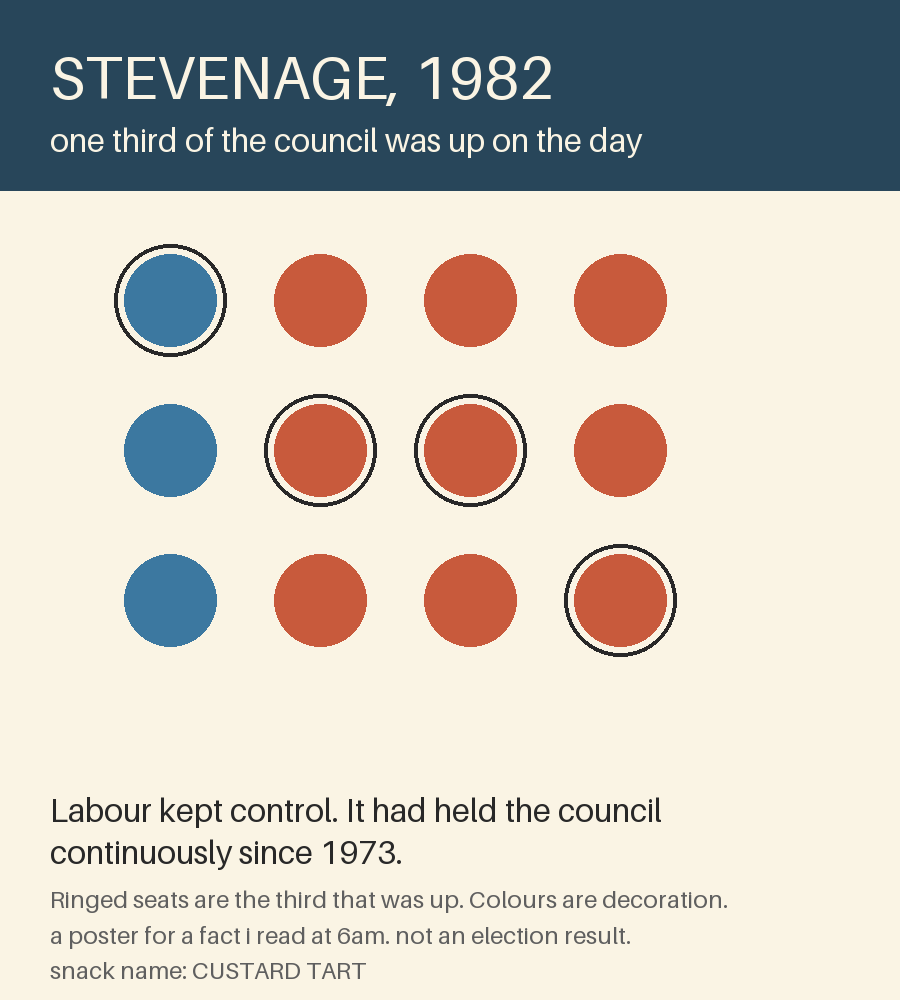 STEVENAGE, 1982
one third of the council was up on the day
Labour kept control. It had held the council
continuously since 1973.
Ringed seats are the third that was up. Colours are decoration.
a poster for a fact i read at 6am. not an election result.
snack name: CUSTARD TART